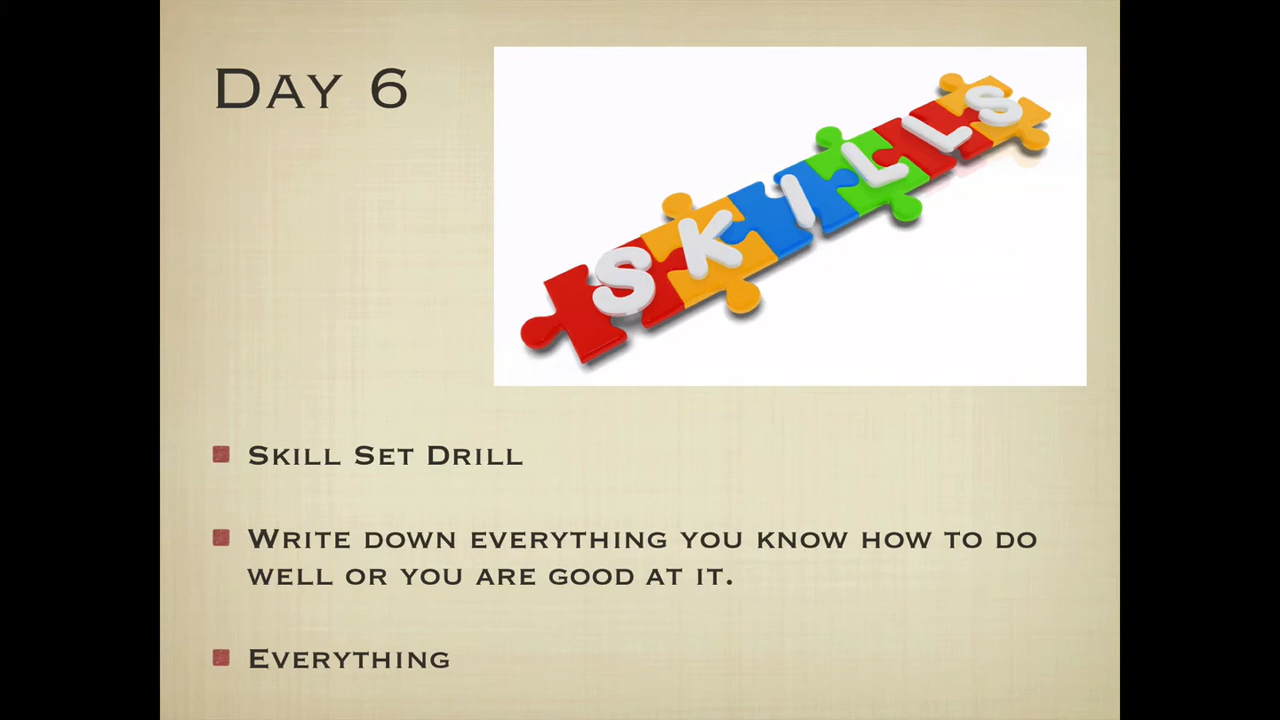 Day 6
SKILLS
Skill Set Drill
Write down everything you know how to do
well or you are good at it.
Everything